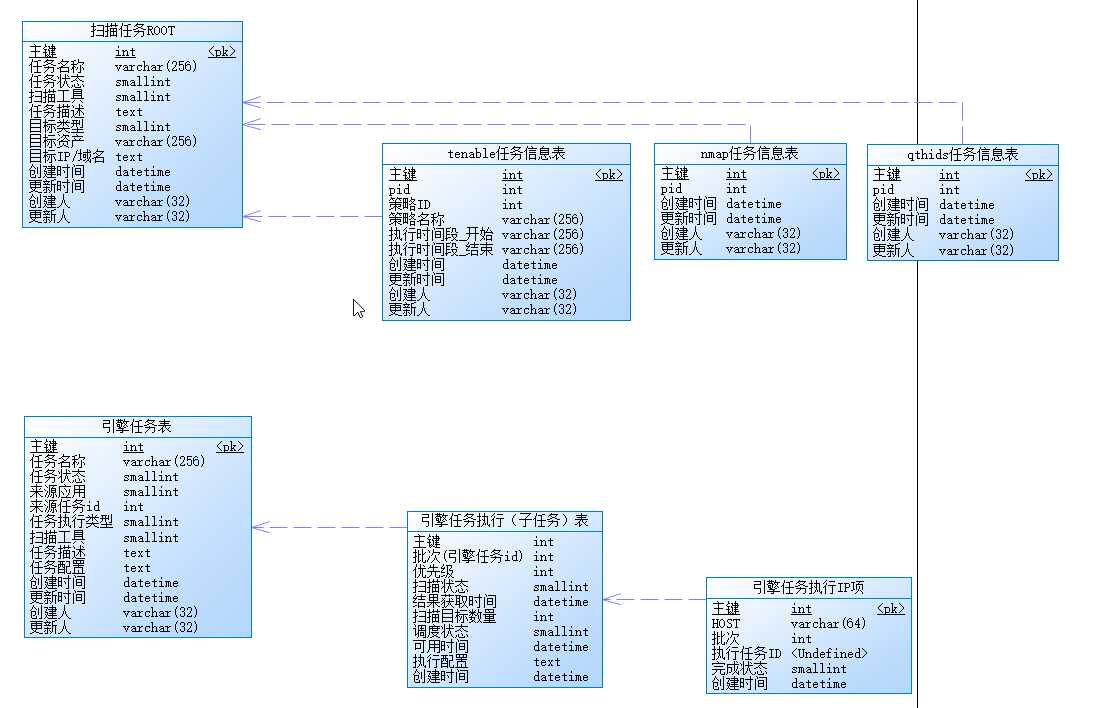 扫描任务ROOT
主键 int <pk>
任务名称 varchar(256)
任务状态 smallint
扫描工具 smallint
任务描述 text
目标类型 smallint
目标资产 varchar(256)
目标IP/域名 text
创建时间 datetime
更新时间 datetime
创建人 varchar(32)
更新人 varchar(32)
tenable任务信息表
主键 int <pk>
pid int
策略ID int
策略名称 varchar(256)
执行时间段_开始 varchar(256)
执行时间段_结束 varchar(256)
创建时间 datetime
更新时间 datetime
创建人 varchar(32)
更新人 varchar(32)
nmap任务信息表
主键 int <pk>
pid int
创建时间 datetime
更新时间 datetime
创建人 varchar(32)
更新人 varchar(32)
qthids任务信息表
主键 int <pk>
pid int
创建时间 datetime
更新时间 datetime
创建人 varchar(32)
更新人 varchar(32)
引擎任务表
主键 int <pk>
任务名称 varchar(256)
任务状态 smallint
来源应用 smallint
来源任务id int
任务执行类型 smallint
扫描工具 smallint
任务描述 text
任务配置 text
创建时间 datetime
更新时间 datetime
创建人 varchar(32)
更新人 varchar(32)
引擎任务执行（子任务）表
主键 int
批次(引擎任务id) int
优先级 int
扫描状态 smallint
结果获取时间 datetime
扫描目标数量 int
调度状态 smallint
可用时间 datetime
执行配置 text
创建时间 datetime
引擎任务执行IP项
主键 int <pk>
HOST varchar(64)
批次 int
执行任务ID <Undefined>
完成状态 smallint
创建时间 datetime